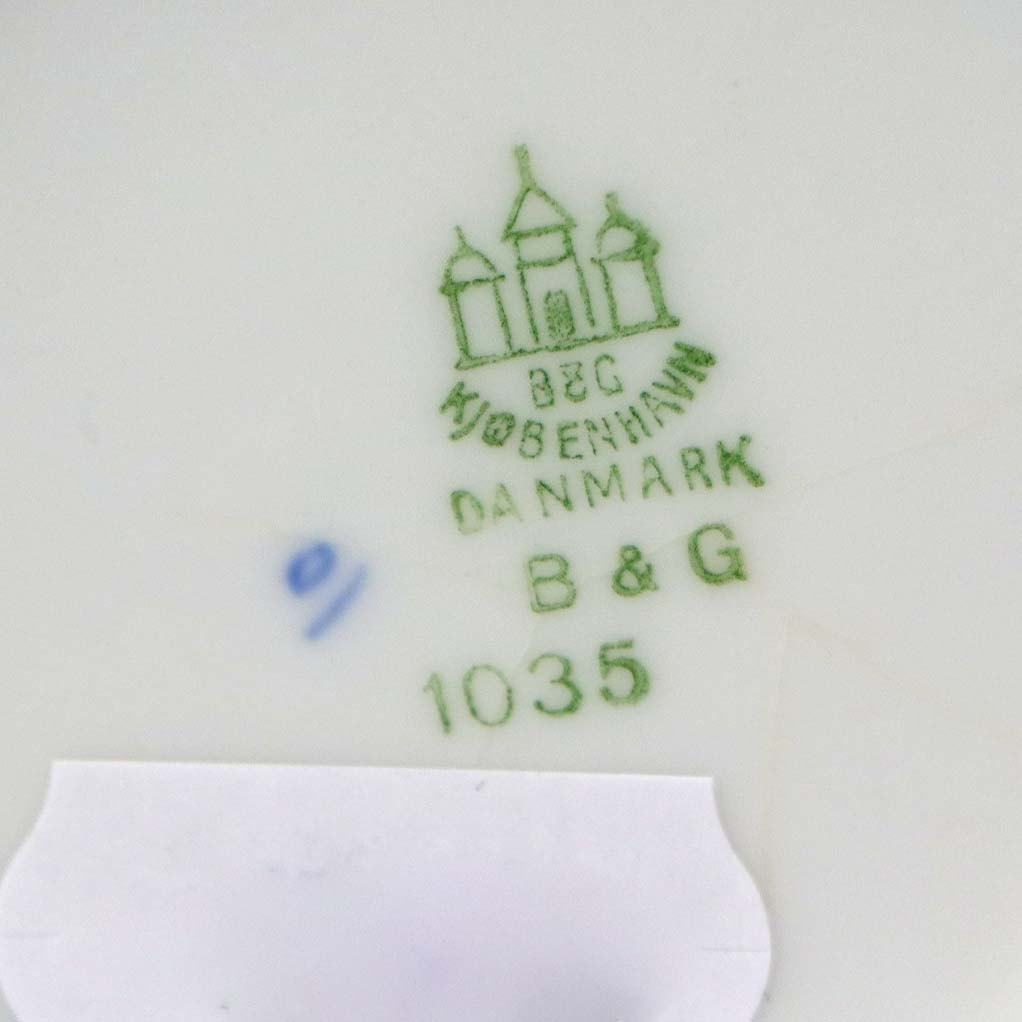 B&G
KJØBENHAVN
DANMARK
B & G
1035